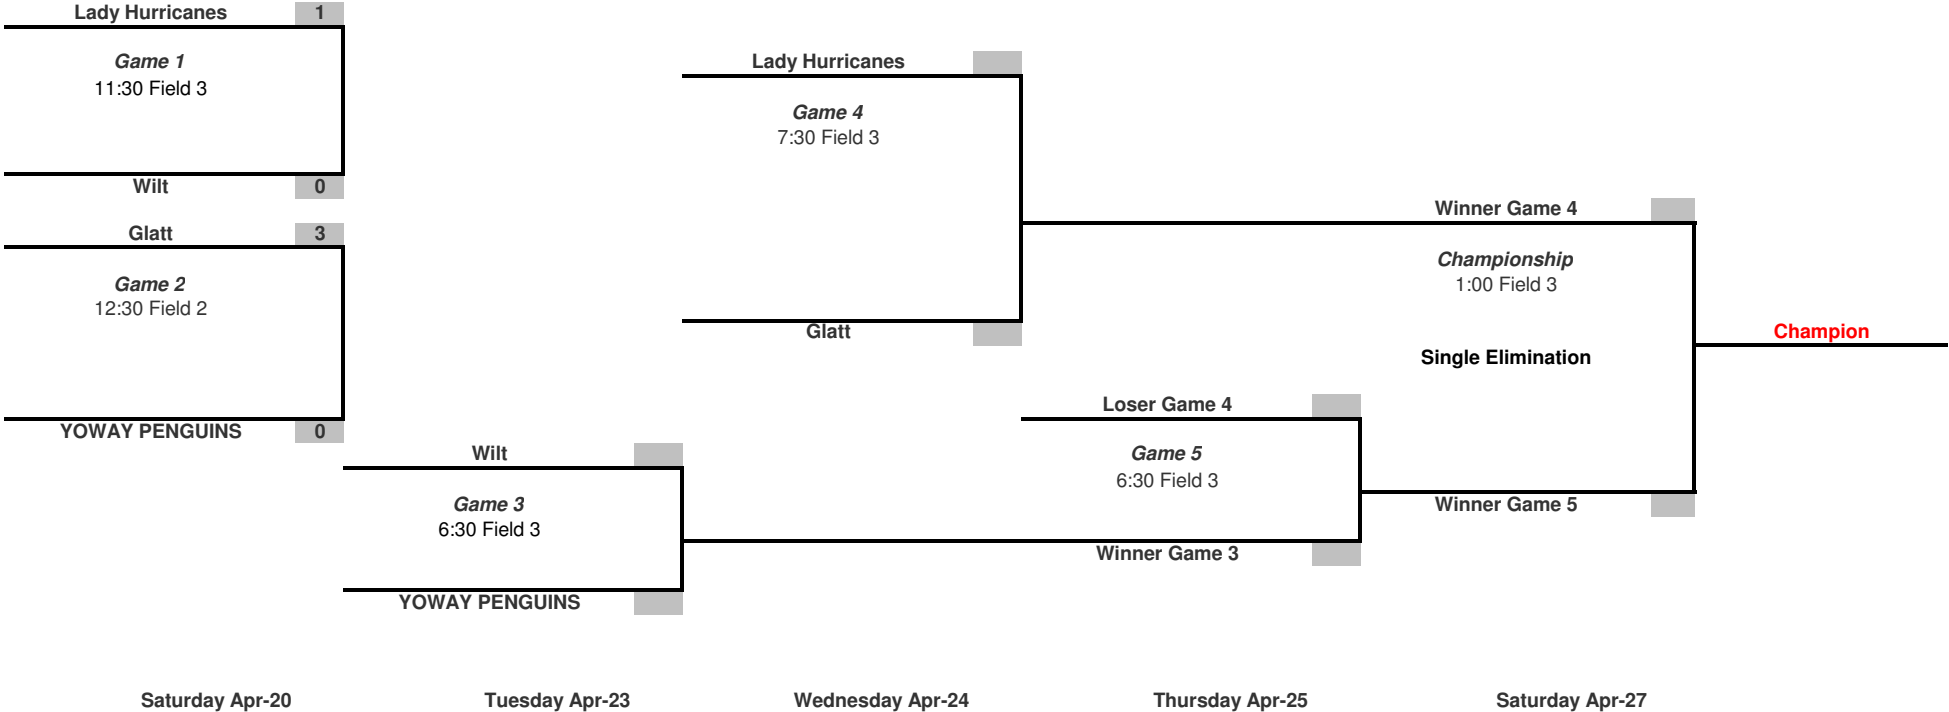 Lady Hurricanes 1
Game 1
11:30 Field 3
Wilt 0
Glatt 3
Game 2
12:30 Field 2
YOWAY PENGUINS 0
Wilt
Game 3
6:30 Field 3
YOWAY PENGUINS
Lady Hurricanes
Game 4
7:30 Field 3
Glatt
Loser Game 4
Game 5
6:30 Field 3
Winner Game 3
Winner Game 4
Championship
1:00 Field 3
Single Elimination
Winner Game 5
Champion
Saturday Apr-20 Tuesday Apr-23 Wednesday Apr-24 Thursday Apr-25 Saturday Apr-27